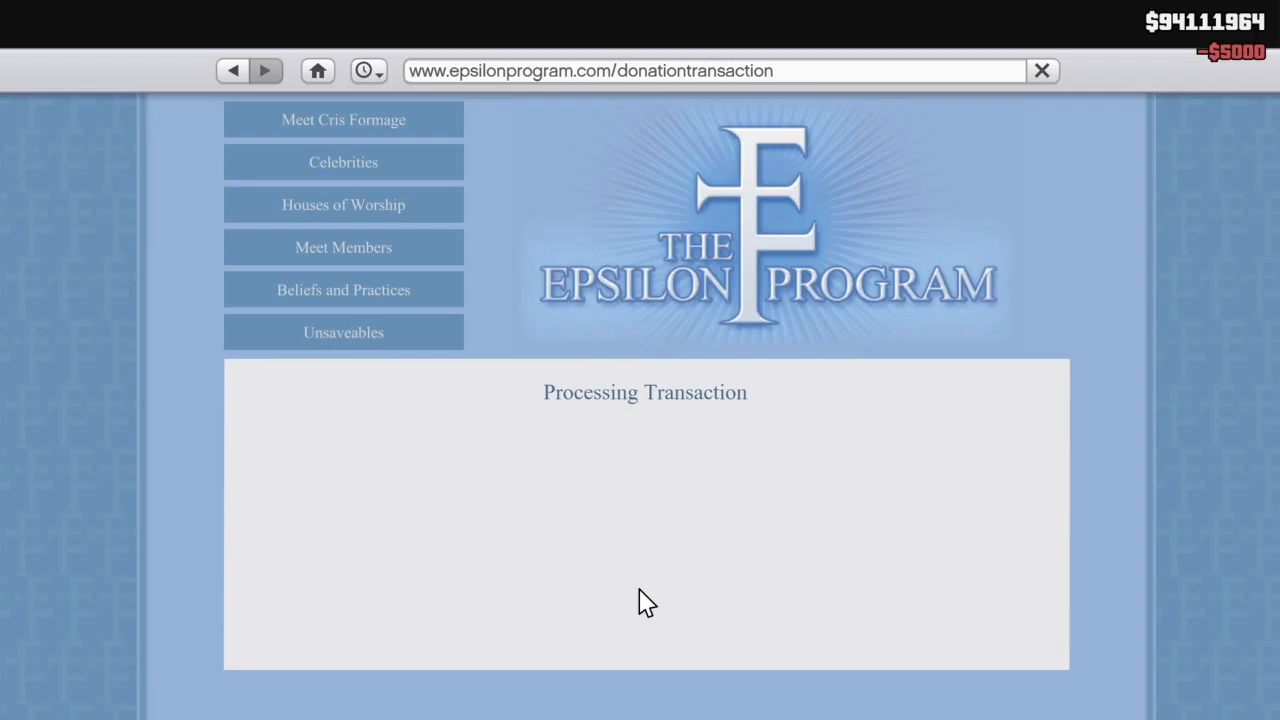 $94111964
-$5000
www.epsilonprogram.com/donationtransaction
Meet Cris Formage
Celebrities
Houses of Worship
Meet Members
Beliefs and Practices
Unsaveables
THE
EPSILON PROGRAM
Processing Transaction